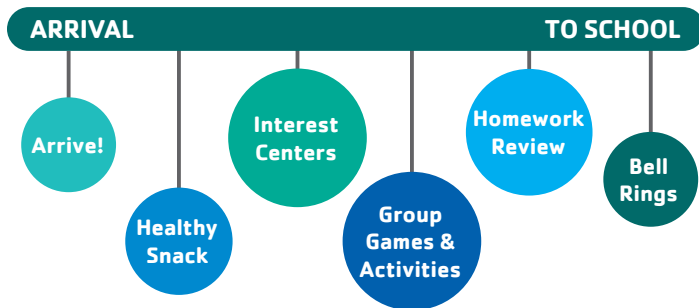 ARRIVAL TO SCHOOL
Arrive!
Healthy
Snack
Interest
Centers
Group
Games &
Activities
Homework
Review
Bell
Rings